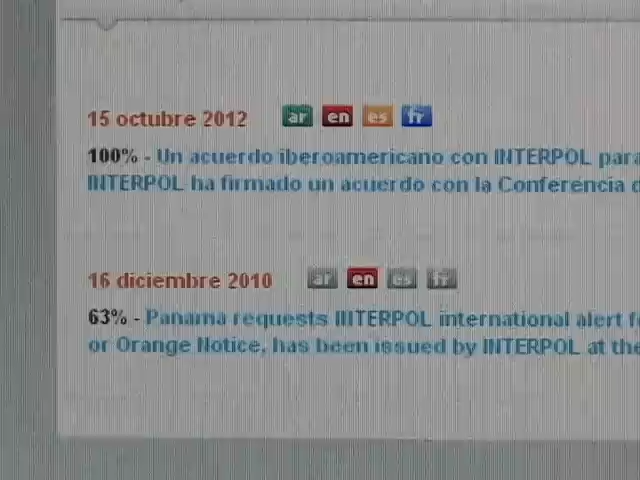 15 octubre 2012 ar en es fr
100% - Un acuerdo iberoamericano con INTERPOL para
INTERPOL ha firmado un acuerdo con la Conferencia d
16 diciembre 2010 ar en es fr
63% - Panama requests INTERPOL international alert f
or Orange Notice, has been issued by INTERPOL at the